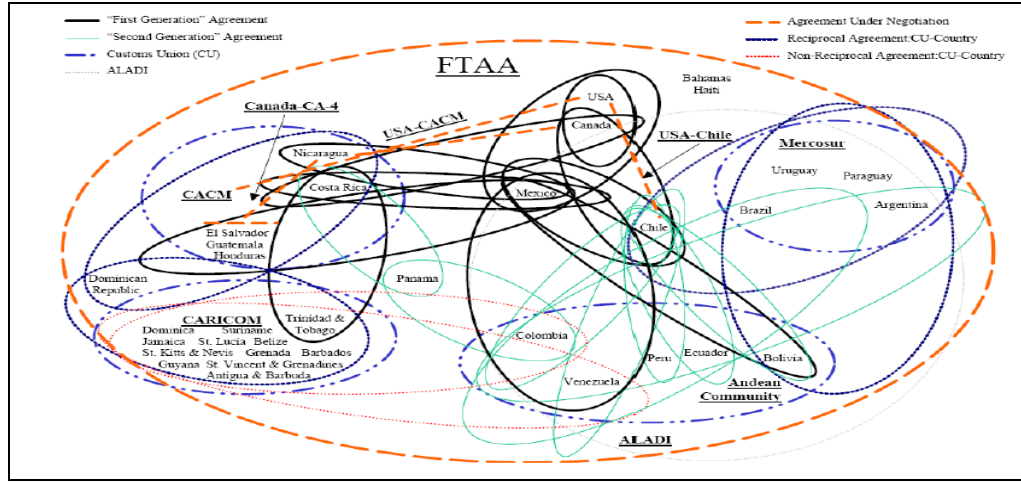 “First Generation” Agreement
“Second Generation” Agreement
Customs Union (CU)
ALADI
Agreement Under Negotiation
Reciprocal Agreement:CU-Country
Non-Reciprocal Agreement:CU-Country
FTAA
Bahamas
Haiti
USA
Canada-CA-4
USA-CACM
Canada
USA-Chile
Mercosur
Nicaragua
Uruguay
Paraguay
CACM
Costa Rica
Mexico
Brazil
Argentina
Chile
El Salvador
Guatemala
Honduras
Dominican
Republic
Panama
CARICOM
Trinidad &
Tobago
Dominica Suriname
Jamaica St. Lucia Belize
St. Kitts & Nevis Grenada Barbados
Guyana St. Vincent & Grenadines
Antigua & Barbuda
Colombia
Peru
Ecuador
Bolivia
Venezuela
Andean
Community
ALADI